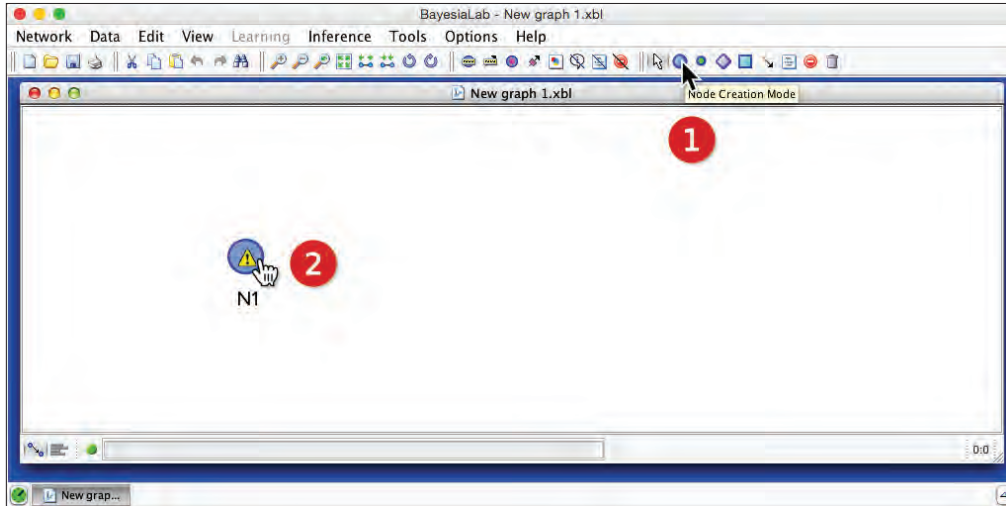 BayesiaLab - New graph 1.xbl
Network Data Edit View Learning Inference Tools Options Help
New graph 1.xbl
Node Creation Mode
1
2
N1
0:0
New grap...